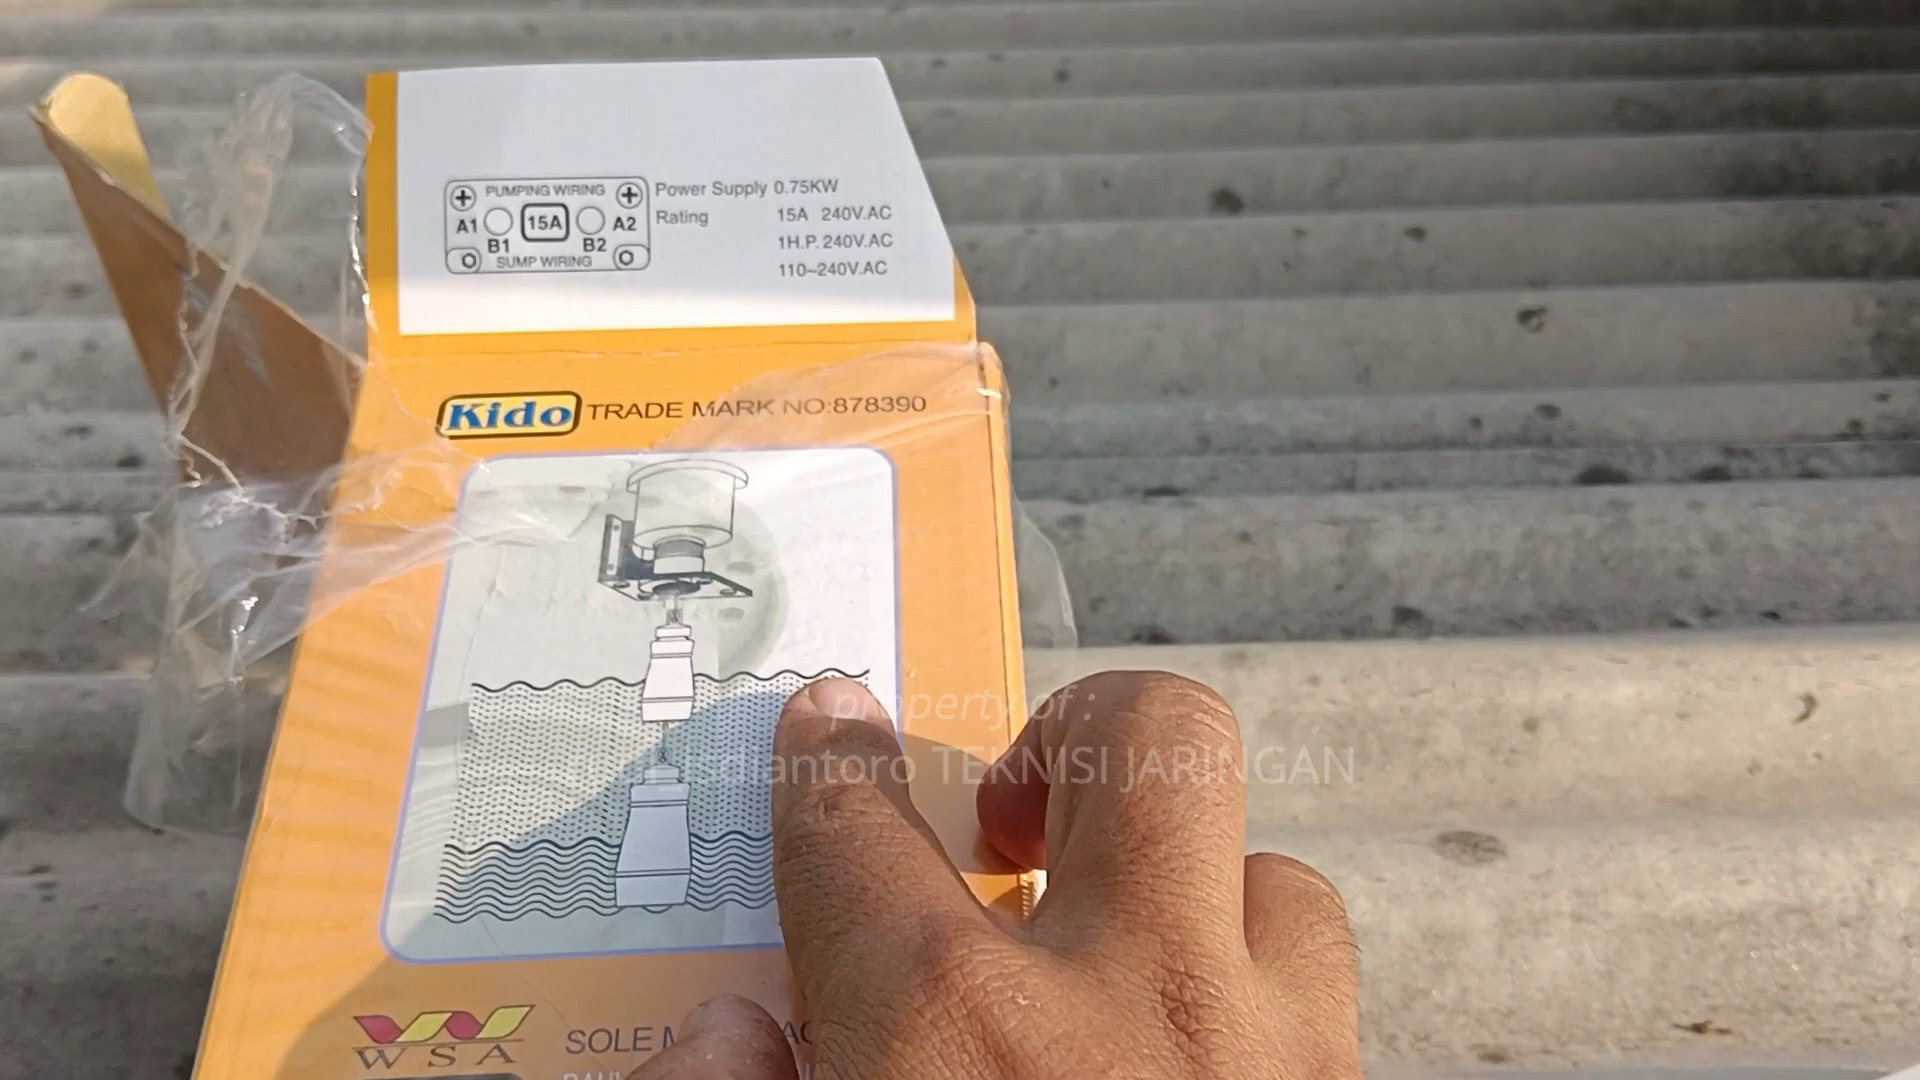 PUMPING WIRING
A1 15A A2
B1 B2
SUMP WIRING
Power Supply 0.75KW
Rating 15A 240V.AC
1H.P. 240V.AC
110~240V.AC
Kido TRADE MARK NO:878390
property of :
TEKNISI JARINGAN
WSA
SOLE